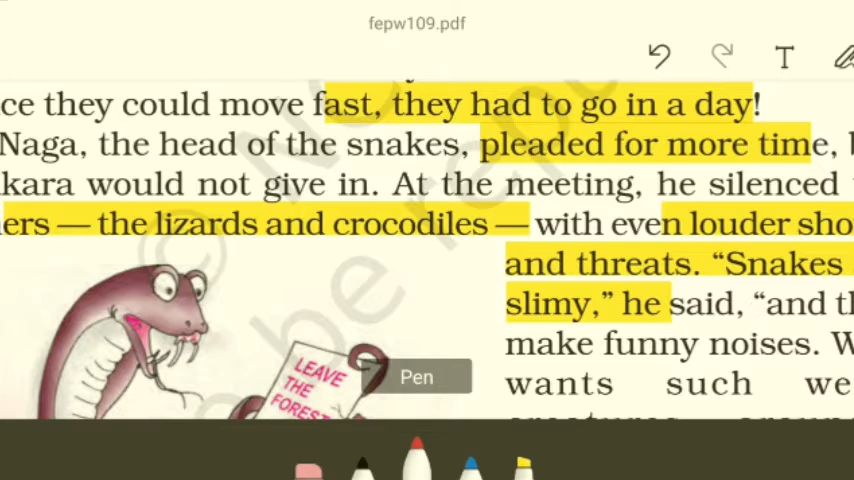 fepw109.pdf
T
ce they could move fast, they had to go in a day!
Naga, the head of the snakes, pleaded for more time,
kara would not give in. At the meeting, he silenced
ers — the lizards and crocodiles — with even louder sho
and threats. “Snakes
slimy,” he said, “and th
make funny noises. W
wants such we
LEAVE
THE
FOREST
Pen